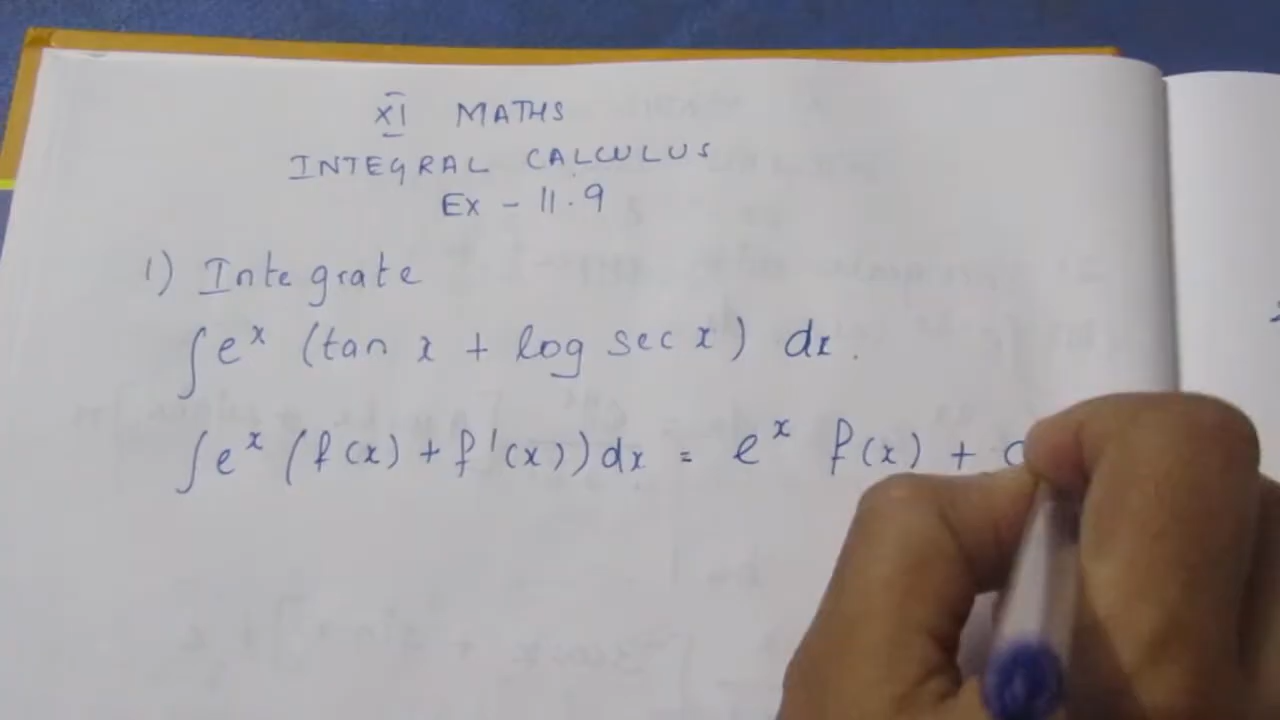 XI MATHS
INTEGRAL CALCULUS
Ex - 11.9
1) Integrate
∫e^x (tan x + log sec x) dx.
∫e^x (f(x) + f'(x))dx = e^x f(x) + c